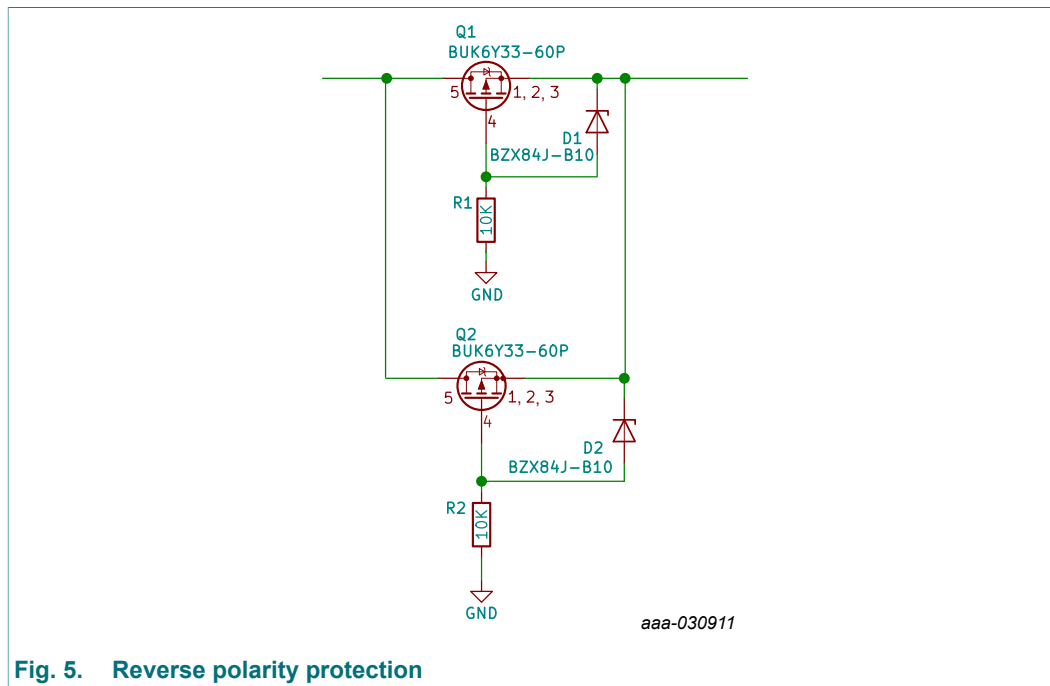 Q1
BUK6Y33-60P
5
1, 2, 3
4
D1
BZX84J-B10
R1
10K
GND
Q2
BUK6Y33-60P
5
1, 2, 3
4
D2
BZX84J-B10
R2
10K
GND
aaa-030911
Fig. 5. Reverse polarity protection